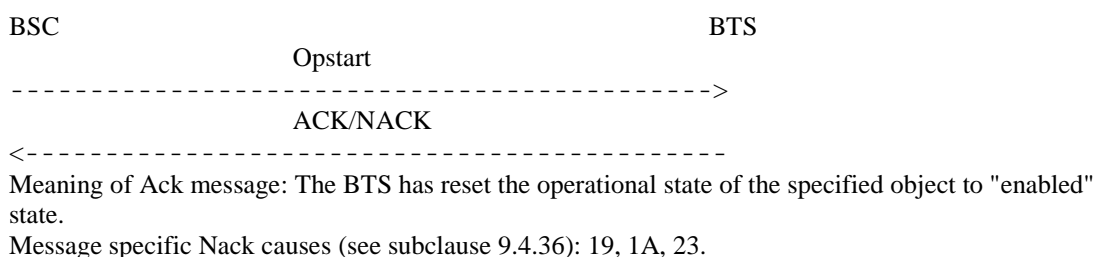 BSC BTS
Opstart
-------------------------------------------->
ACK/NACK
<--------------------------------------------
Meaning of Ack message: The BTS has reset the operational state of the specified object to "enabled"
state.
Message specific Nack causes (see subclause 9.4.36): 19, 1A, 23.